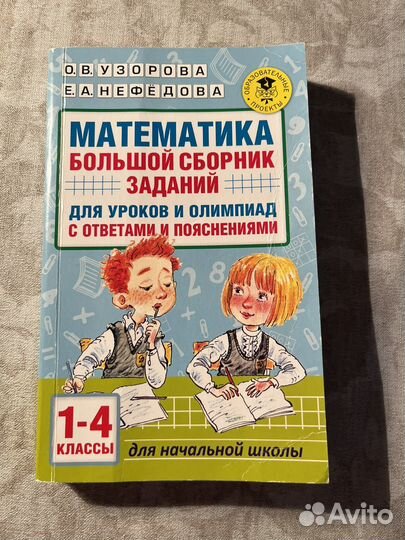 О.В. УЗОРОВА
Е.А. НЕФЁДОВА
ОБРАЗОВАТЕЛЬНЫЕ
ПРОЕКТЫ
МАТЕМАТИКА
БОЛЬШОЙ СБОРНИК
ЗАДАНИЙ
ДЛЯ УРОКОВ И ОЛИМПИАД
С ОТВЕТАМИ И ПОЯСНЕНИЯМИ
1-4
КЛАССЫ
для начальной школы
Avito